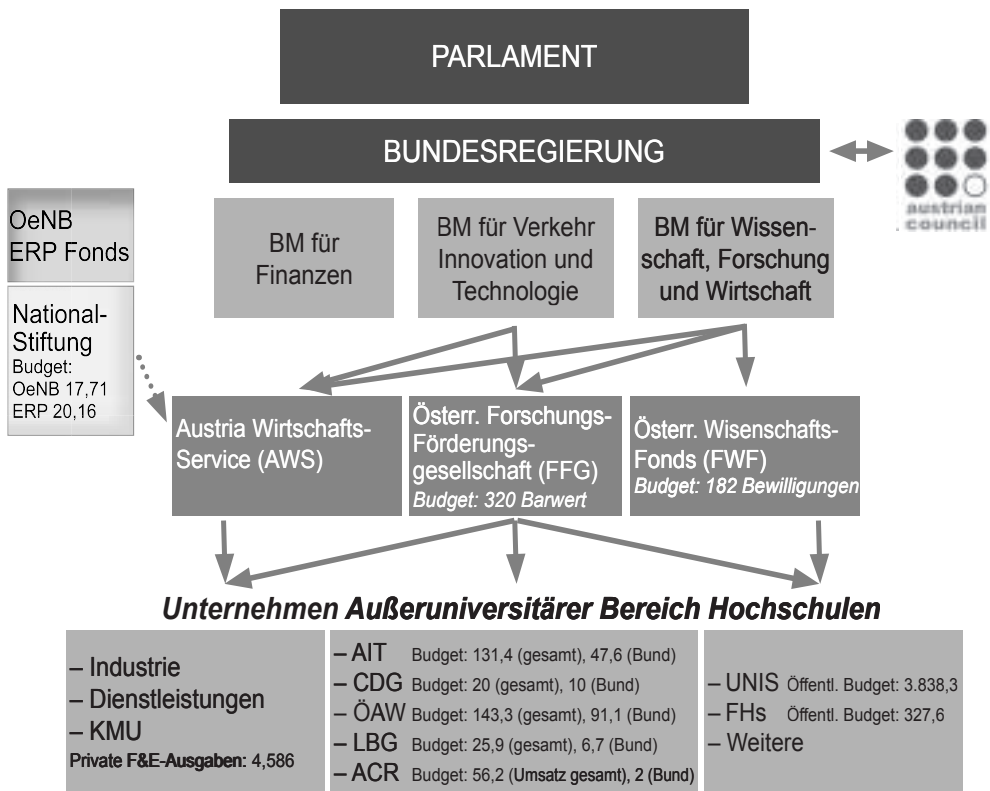 PARLAMENT
BUNDESREGIERUNG
austrian
council
OeNB
ERP Fonds
National-
Stiftung
Budget:
OeNB 17,71
ERP 20,16
BM für
Finanzen
BM für Verkehr
Innovation und
Technologie
BM für Wissen-
schaft, Forschung
und Wirtschaft
Austria Wirtschafts-
Service (AWS)
Österr. Forschungs-
Förderungs-
gesellschaft (FFG)
Budget: 320 Barwert
Österr. Wisenschafts-
Fonds (FWF)
Budget: 182 Bewilligungen
Unternehmen Außeruniversitärer Bereich Hochschulen
– Industrie
– Dienstleistungen
– KMU
Private F&E-Ausgaben: 4,586
– AIT Budget: 131,4 (gesamt), 47,6 (Bund)
– CDG Budget: 20 (gesamt), 10 (Bund)
– ÖAW Budget: 143,3 (gesamt), 91,1 (Bund)
– LBG Budget: 25,9 (gesamt), 6,7 (Bund)
– ACR Budget: 56,2 (Umsatz gesamt), 2 (Bund)
– UNIS Öffentl. Budget: 3.838,3
– FHs Öffentl. Budget: 327,6
– Weitere